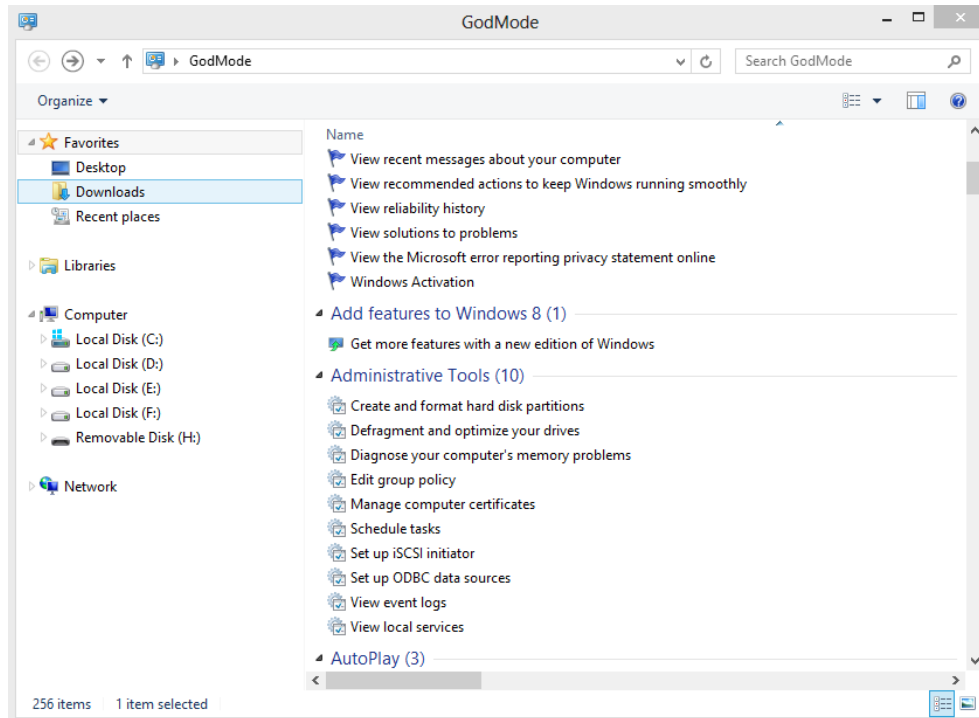 GodMode
GodMode
Search GodMode
Organize
Favorites
Desktop
Downloads
Recent places
Libraries
Computer
Local Disk (C:)
Local Disk (D:)
Local Disk (E:)
Local Disk (F:)
Removable Disk (H:)
Network
Name
View recent messages about your computer
View recommended actions to keep Windows running smoothly
View reliability history
View solutions to problems
View the Microsoft error reporting privacy statement online
Windows Activation
Add features to Windows 8 (1)
Get more features with a new edition of Windows
Administrative Tools (10)
Create and format hard disk partitions
Defragment and optimize your drives
Diagnose your computer's memory problems
Edit group policy
Manage computer certificates
Schedule tasks
Set up iSCSI initiator
Set up ODBC data sources
View event logs
View local services
AutoPlay (3)
256 items 1 item selected